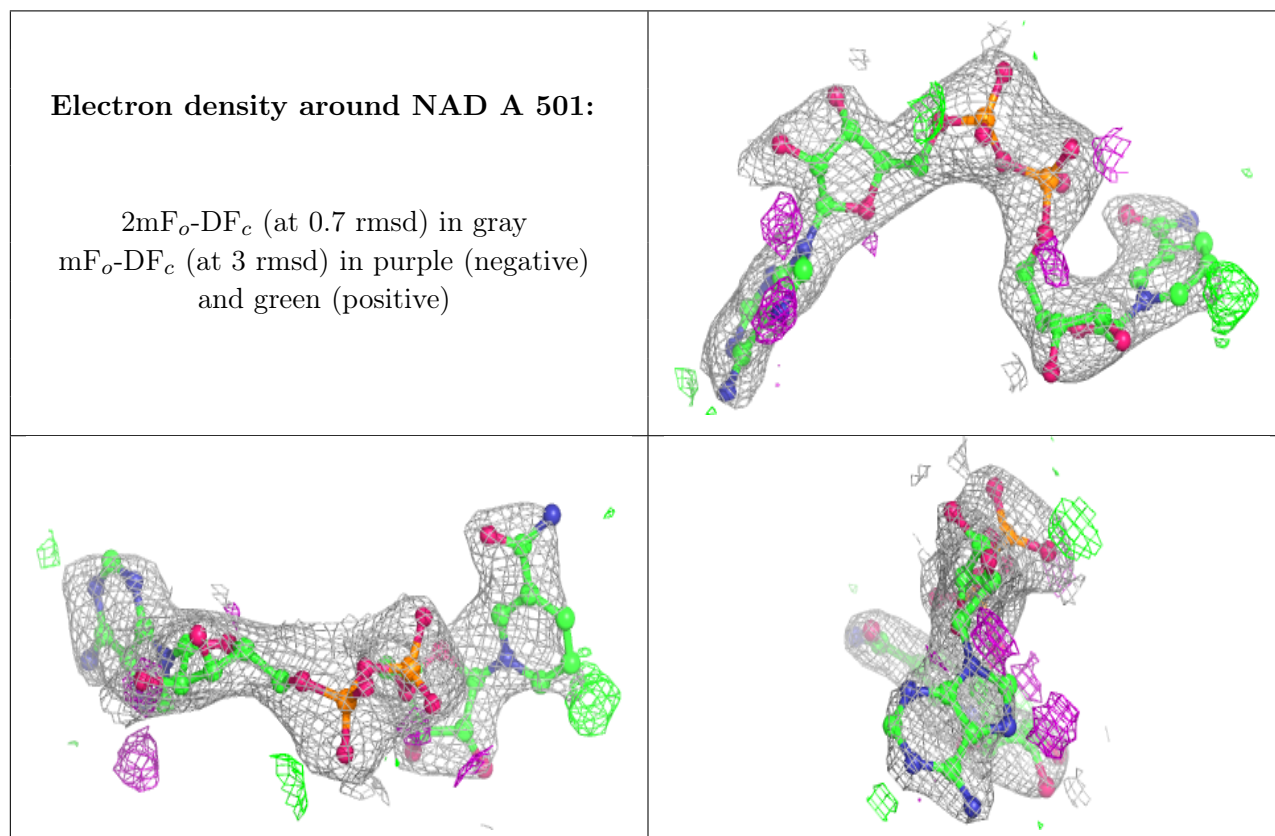 Electron density around NAD A 501:
2mFo-DFc (at 0.7 rmsd) in gray
mFo-DFc (at 3 rmsd) in purple (negative)
and green (positive)